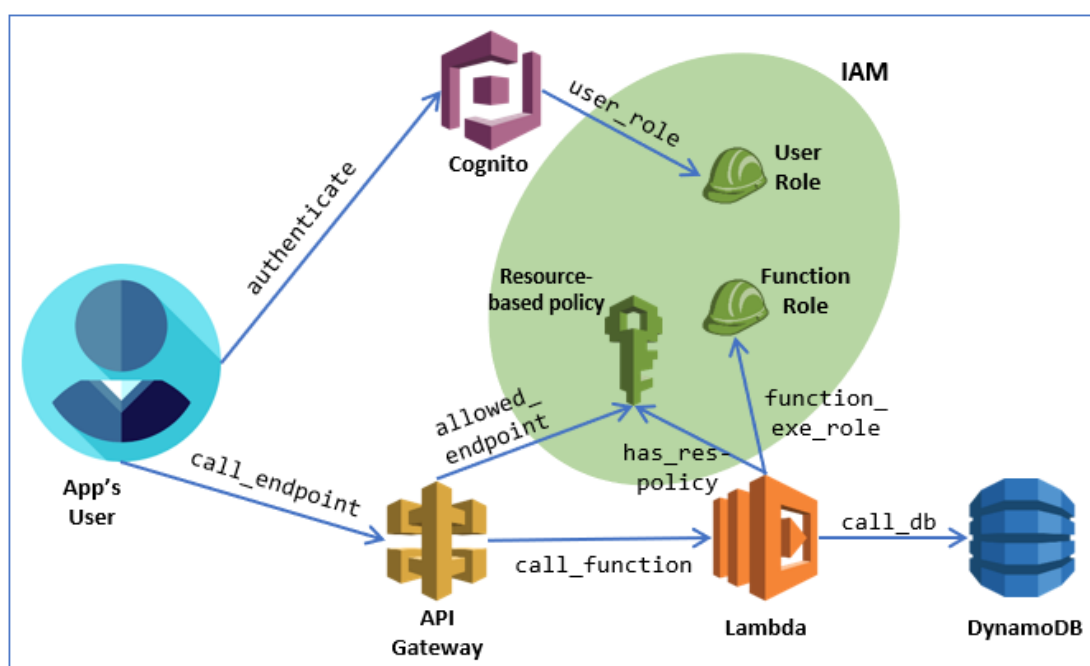 IAM
user_role
User
Role
Cognito
authenticate
Resource-
based policy
Function
Role
allowed_
endpoint
function_
exe_role
has_res-
policy
call_endpoint
App's
User
call_function
call_db
API
Gateway
Lambda
DynamoDB